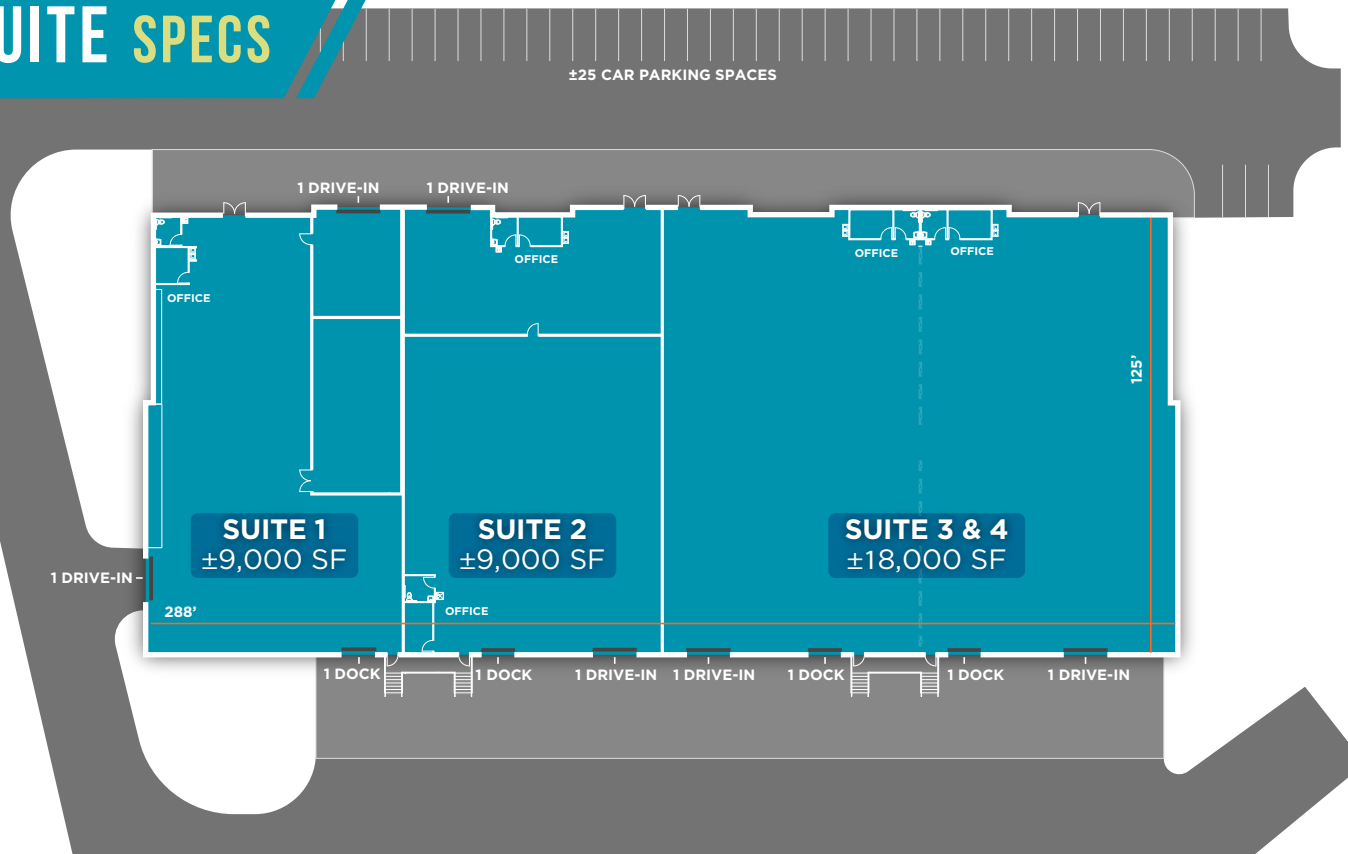 UITE SPECS
±25 CAR PARKING SPACES
1 DRIVE-IN
1 DRIVE-IN
OFFICE
OFFICE
OFFICE
OFFICE
125’
SUITE 1
±9,000 SF
SUITE 2
±9,000 SF
SUITE 3 & 4
±18,000 SF
1 DRIVE-IN
288’
OFFICE
1 DOCK
1 DOCK
1 DRIVE-IN
1 DRIVE-IN
1 DOCK
1 DOCK
1 DRIVE-IN